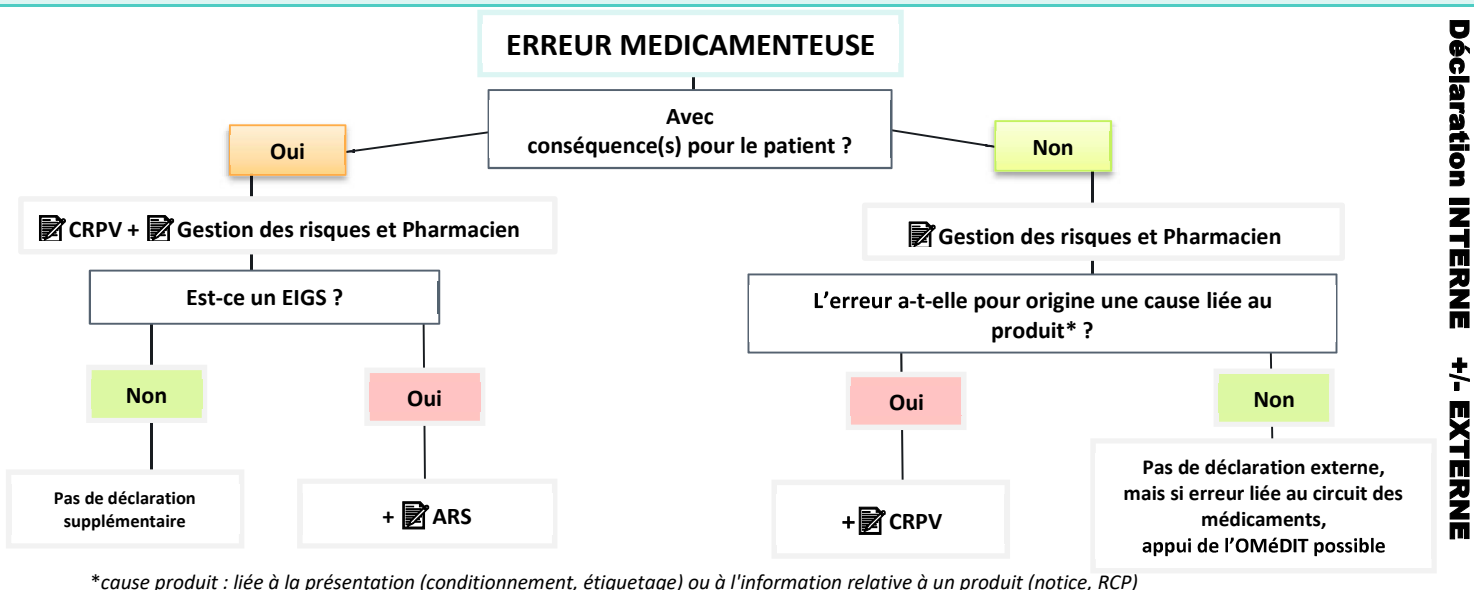 ERREUR MEDICAMENTEUSE
Avec
conséquence(s) pour le patient ?
Oui
Non
CRPV + Gestion des risques et Pharmacien
Gestion des risques et Pharmacien
Est-ce un EIGS ?
L'erreur a-t-elle pour origine une cause liée au
produit* ?
Non
Oui
Oui
Non
Pas de déclaration
supplémentaire
+ ARS
+ CRPV
Pas de déclaration externe,
mais si erreur liée au circuit des
médicaments,
appui de l'OMéDIT possible
*cause produit : liée à la présentation (conditionnement, étiquetage) ou à l'information relative à un produit (notice, RCP)
Déclaration INTERNE +/- EXTERNE